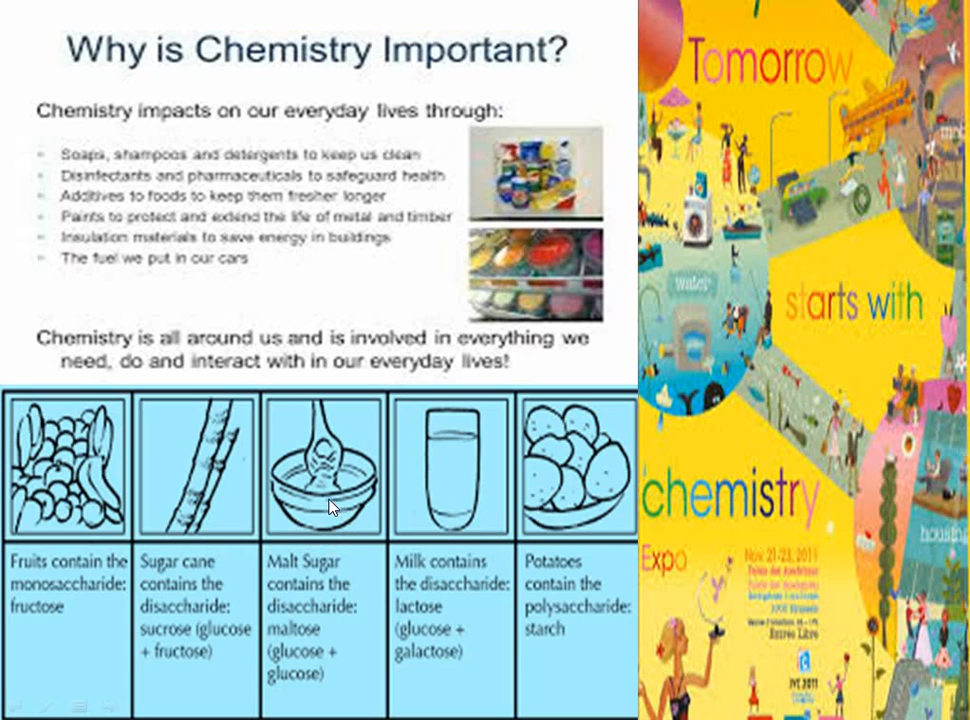 Why is Chemistry Important?
Chemistry impacts on our everyday lives through:
Soaps, shampoos and detergents to keep us clean
Disinfectants and pharmaceuticals to safeguard health
Additives to foods to keep them fresher longer
Paints to protect and extend the life of metal and timber
Insulation materials to save energy in buildings
The fuel we put in our cars
Chemistry is all around us and is involved in everything we
need, do and interact with in our everyday lives!
Fruits contain the
monosaccharide:
fructose
Sugar cane
contains the
disaccharide:
sucrose (glucose
+ fructose)
Malt Sugar
contains the
disaccharide:
maltose
(glucose +
glucose)
Milk contains
the disaccharide:
lactose
(glucose +
galactose)
Potatoes
contain the
polysaccharide:
starch
Tomorrow
water
starts with
chemistry
Expo
Nov. 21-23, 2011
Entrée Libre
IYC 2011